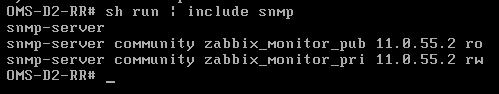 OMS-D2-RR# sh run ¦ include snmp
snmp-server
snmp-server community zabbix_monitor_pub 11.0.55.2 ro
snmp-server community zabbix_monitor_pri 11.0.55.2 rw
OMS-D2-RR# _